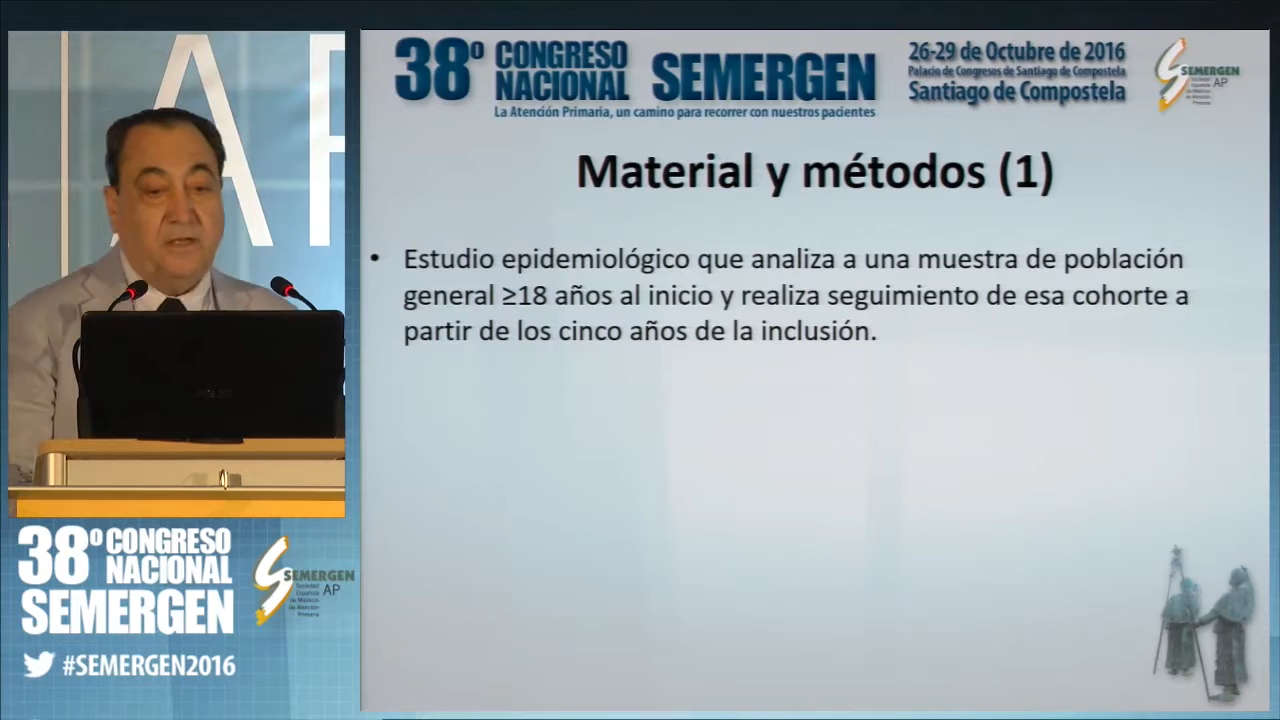 38º CONGRESO
NACIONAL
SEMERGEN
La Atención Primaria, un camino para recorrer con nuestros pacientes
26-29 de Octubre de 2016
Palacio de Congresos de Santiago de Compostela
Santiago de Compostela
SEMERGEN
Sociedad
Española
de Médicos
de Atención
Primaria
AP
Material y métodos (1)
• Estudio epidemiológico que analiza a una muestra de población
general ≥18 años al inicio y realiza seguimiento de esa cohorte a
partir de los cinco años de la inclusión.
38º CONGRESO
NACIONAL
SEMERGEN
#SEMERGEN2016
SEMERGEN
Sociedad
Española
de Médicos
de Atención
Primaria
AP